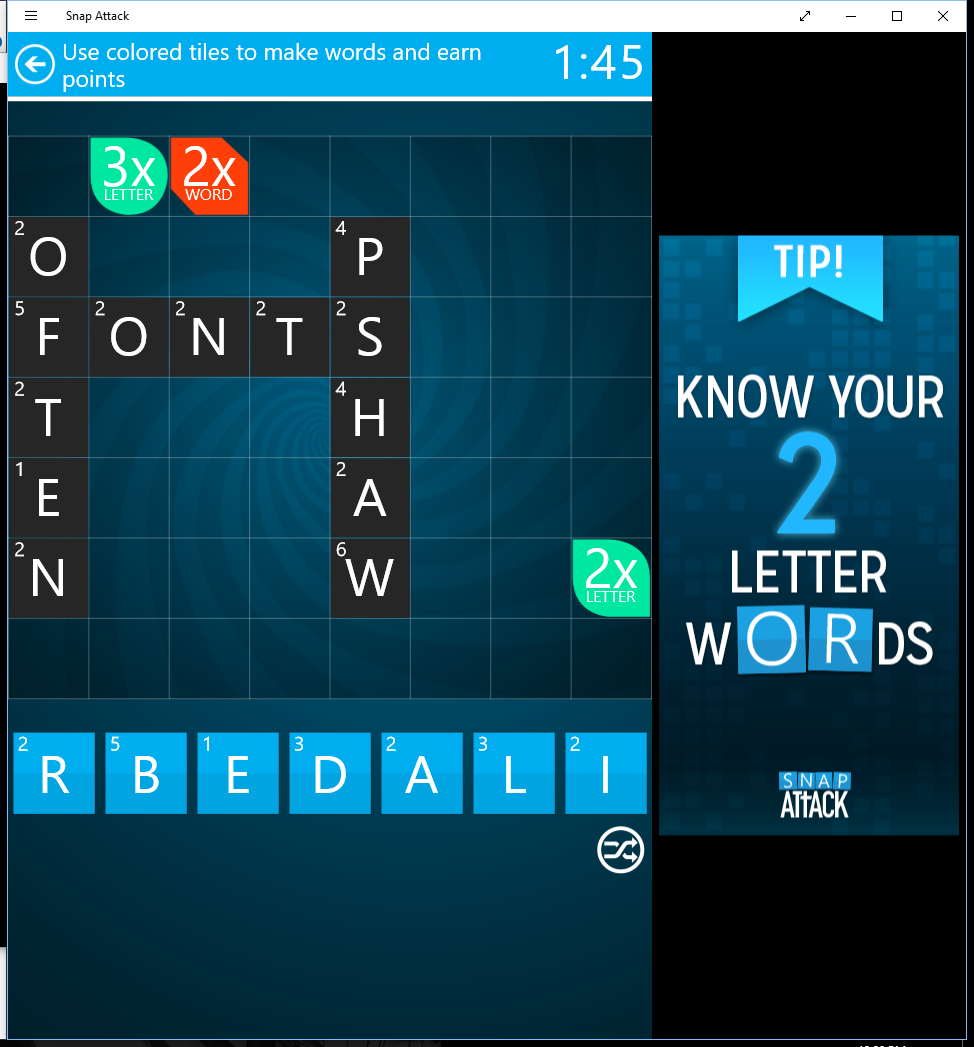 Snap Attack
Use colored tiles to make words and earn
points
1:45
3x
LETTER
2x
WORD
2
O
4
P
5
F
2
O
2
N
2
T
2
S
2
T
4
H
1
E
2
A
2
N
6
W
2x
LETTER
2
R
5
B
1
E
3
D
2
A
3
L
2
I
TIP!
KNOW YOUR
2
LETTER
WORDS
SNAP
ATTACK